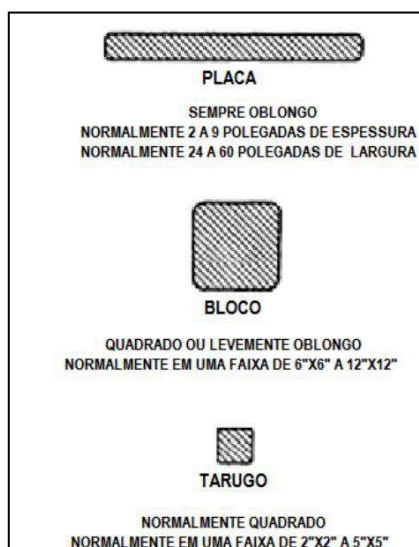 PLACA
SEMPRE OBLONGO
NORMALMENTE 2 A 9 POLEGADAS DE ESPESSURA
NORMALMENTE 24 A 60 POLEGADAS DE LARGURA
BLOCO
QUADRADO OU LEVEMENTE OBLONGO
NORMALMENTE EM UMA FAIXA DE 6"X6" A 12"X12"
TARUGO
NORMALMENTE QUADRADO
NORMALMENTE EM UMA FAIXA DE 2"X2" A 5"X5"